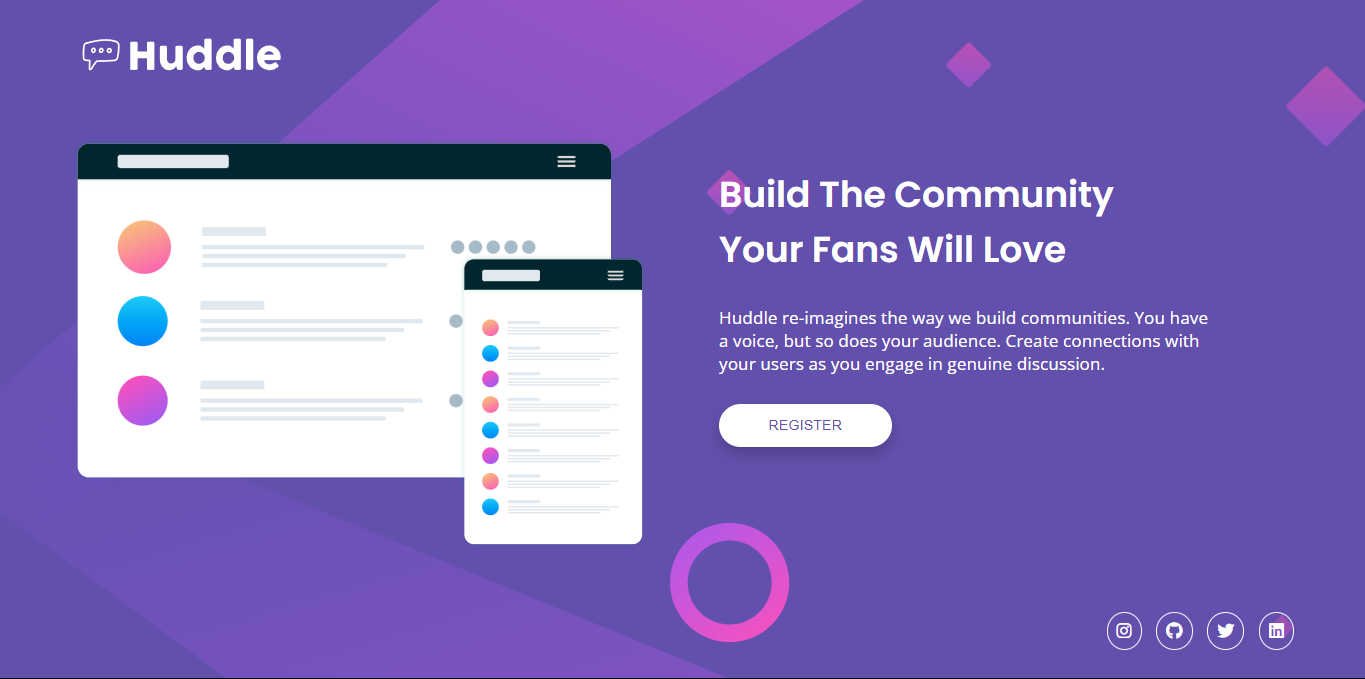 Huddle
Build The Community
Your Fans Will Love
Huddle re-imagines the way we build communities. You have
a voice, but so does your audience. Create connections with
your users as you engage in genuine discussion.
REGISTER